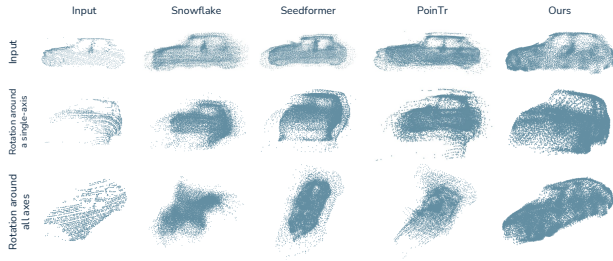 Input
Snowflake
Seedformer
PoinTr
Ours
Input
Rotation around
a single-axis
Rotation around
all axes